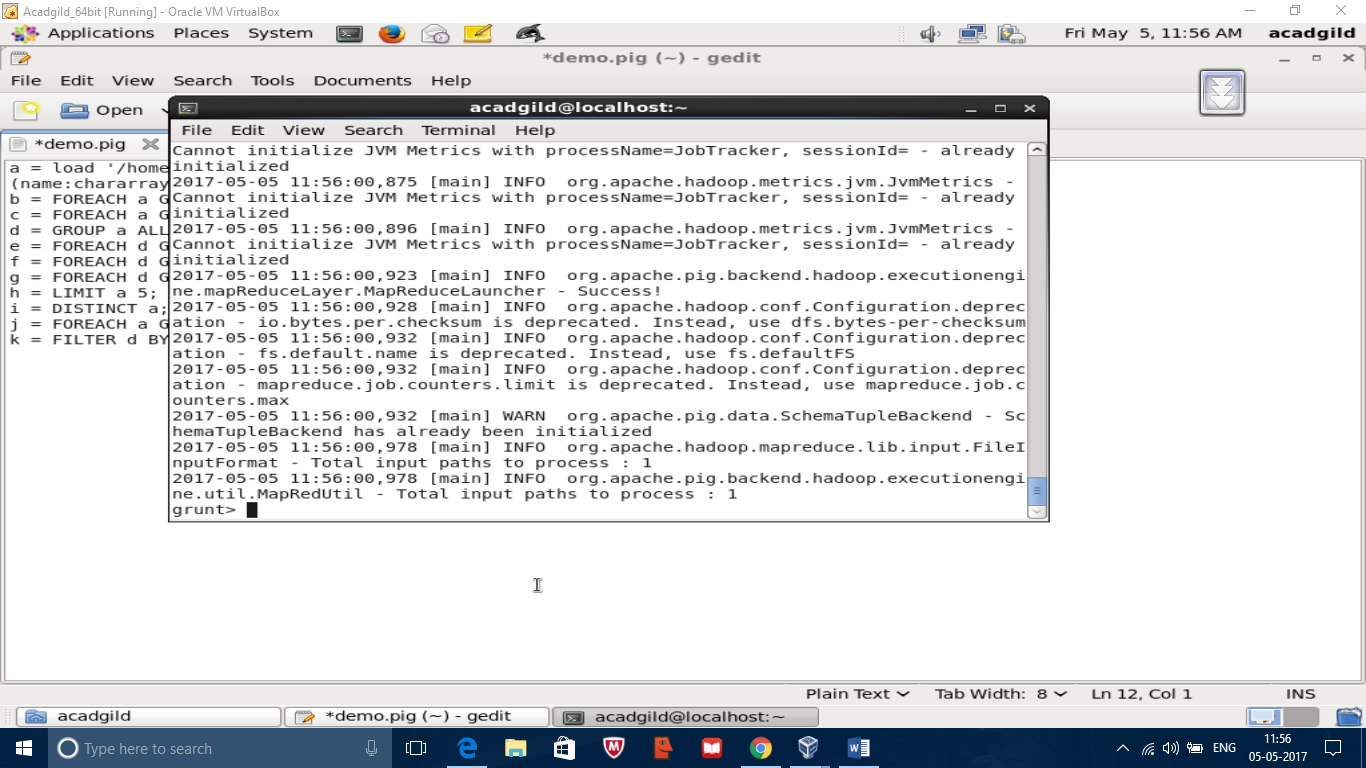 Acadgild_64bit [Running] - Oracle VM VirtualBox
Applications Places System Fri May 5, 11:56 AM acadgild
*demo.pig (~) - gedit
File Edit View Search Tools Documents Help
Open
*demo.pig
a = load '/home
(name:chararray
b = FOREACH a G
c = FOREACH a G
d = GROUP a ALL
e = FOREACH d G
f = FOREACH d G
g = FOREACH d G
h = LIMIT a 5;
i = DISTINCT a;
j = FOREACH a G
k = FILTER d BY
acadgild@localhost:~
File Edit View Search Terminal Help
Cannot initialize JVM Metrics with processName=JobTracker, sessionId= - already
initialized
2017-05-05 11:56:00,875 [main] INFO  org.apache.hadoop.metrics.jvm.JvmMetrics -
Cannot initialize JVM Metrics with processName=JobTracker, sessionId= - already
initialized
2017-05-05 11:56:00,896 [main] INFO  org.apache.hadoop.metrics.jvm.JvmMetrics -
Cannot initialize JVM Metrics with processName=JobTracker, sessionId= - already
initialized
2017-05-05 11:56:00,923 [main] INFO  org.apache.pig.backend.hadoop.executionengi
ne.mapReduceLayer.MapReduceLauncher - Success!
2017-05-05 11:56:00,928 [main] INFO  org.apache.hadoop.conf.Configuration.deprec
ation - io.bytes.per.checksum is deprecated. Instead, use dfs.bytes-per-checksum
2017-05-05 11:56:00,932 [main] INFO  org.apache.hadoop.conf.Configuration.deprec
ation - fs.default.name is deprecated. Instead, use fs.defaultFS
2017-05-05 11:56:00,932 [main] INFO  org.apache.hadoop.conf.Configuration.deprec
ation - mapreduce.job.counters.limit is deprecated. Instead, use mapreduce.job.c
ounters.max
2017-05-05 11:56:00,932 [main] WARN  org.apache.pig.data.SchemaTupleBackend - Sc
hemaTupleBackend has already been initialized
2017-05-05 11:56:00,978 [main] INFO  org.apache.hadoop.mapreduce.lib.input.FileI
nputFormat - Total input paths to process : 1
2017-05-05 11:56:00,978 [main] INFO  org.apache.pig.backend.hadoop.executionengi
ne.util.MapRedUtil - Total input paths to process : 1
grunt>
Plain Text Tab Width: 8 Ln 12, Col 1 INS
acadgild *demo.pig (~) - gedit acadgild@localhost:~
Type here to search ENG 11:56
05-05-2017